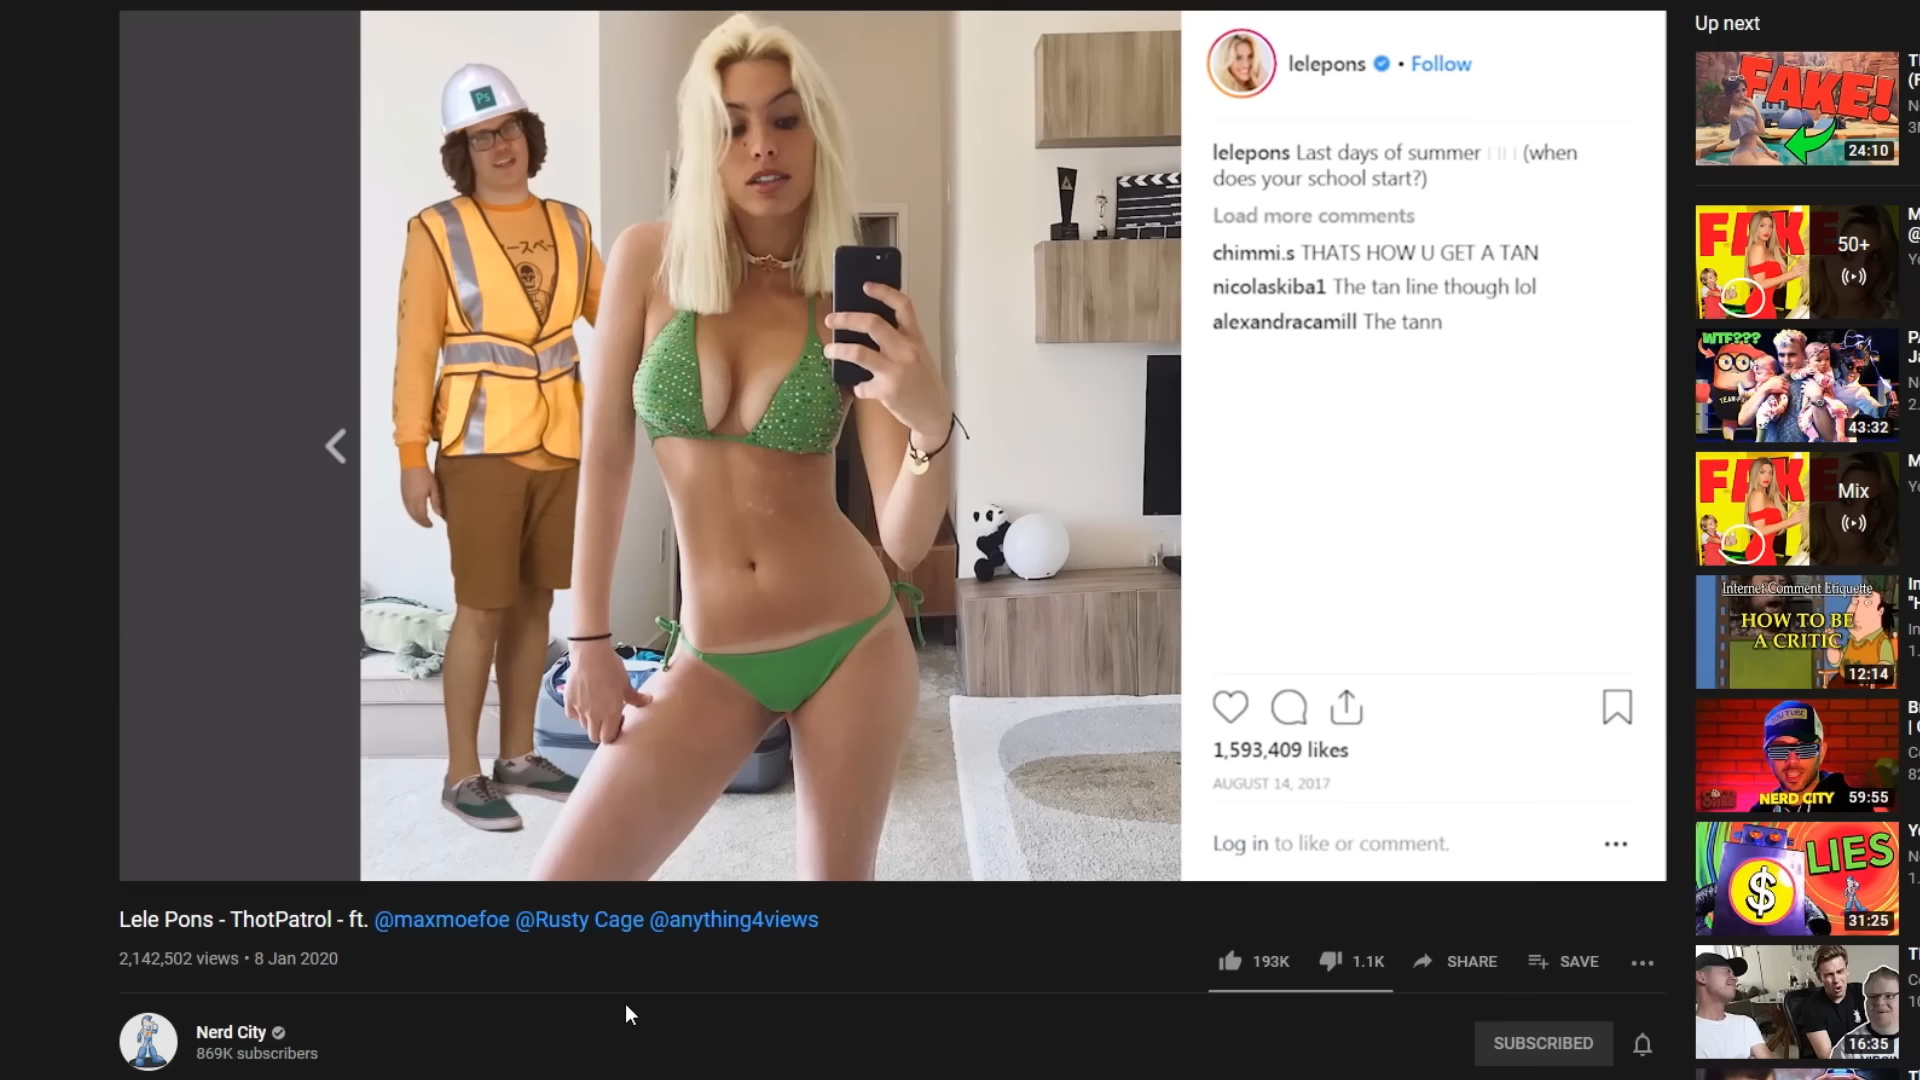 Ps
lelepons • Follow
lelepons Last days of summer (when
does your school start?)
Load more comments
chimmi.s THATS HOW U GET A TAN
nicolaskiba1 The tan line though lol
alexandracamill The tann
1,593,409 likes
AUGUST 14, 2017
Log in to like or comment.
Lele Pons - ThotPatrol - ft. @maxmoefoe @Rusty Cage @anything4views
2,142,502 views • 8 Jan 2020
193K
1.1K
SHARE
SAVE
Nerd City
869K subscribers
SUBSCRIBED
Up next
FAKE!
24:10
FAKE
50+
WTF???
43:32
FAKE
Mix
Internet Comment Etiquette
HOW TO BE
A CRITIC
12:14
NERD CITY
59:55
LIES
$
31:25
16:35